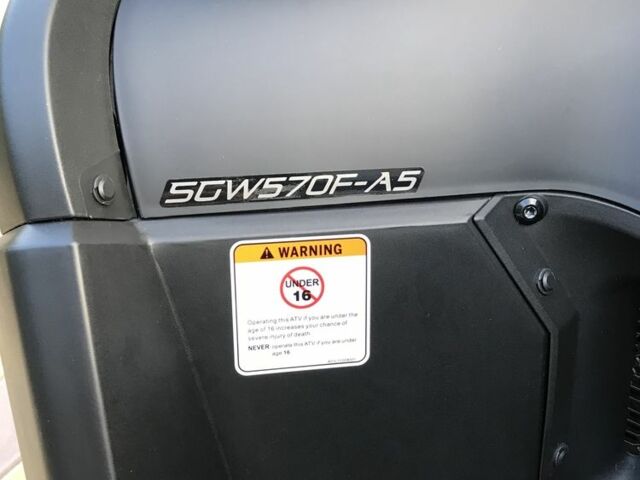 SGW570F-A5
WARNING
UNDER
16
Operating this ATV if you are under the
age of 16 increases your chance of
severe injury of death.
NEVER operate this ATV if you are under
age 16